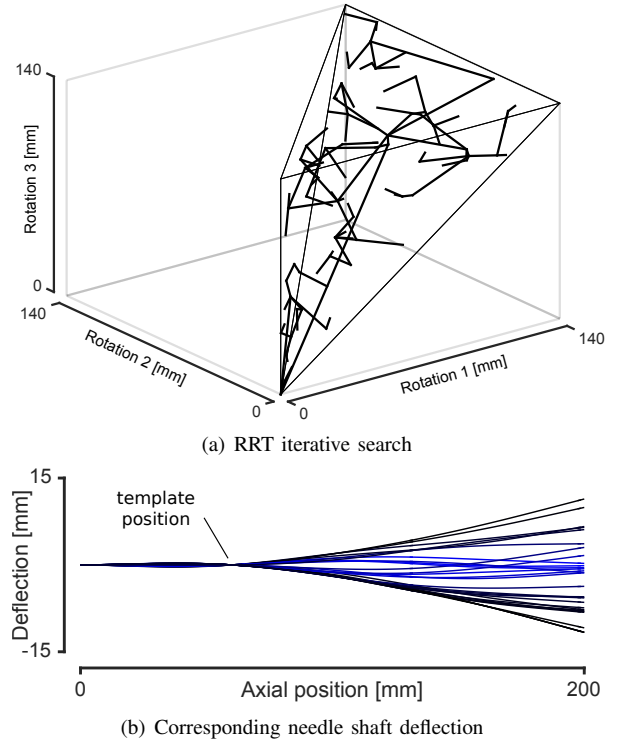 140
Rotation 3 [mm]
0
140
Rotation 2 [mm]
0
0
Rotation 1 [mm]
140
(a) RRT iterative search
15
Deflection [mm]
-15
template
position
0
Axial position [mm]
200
(b) Corresponding needle shaft deflection